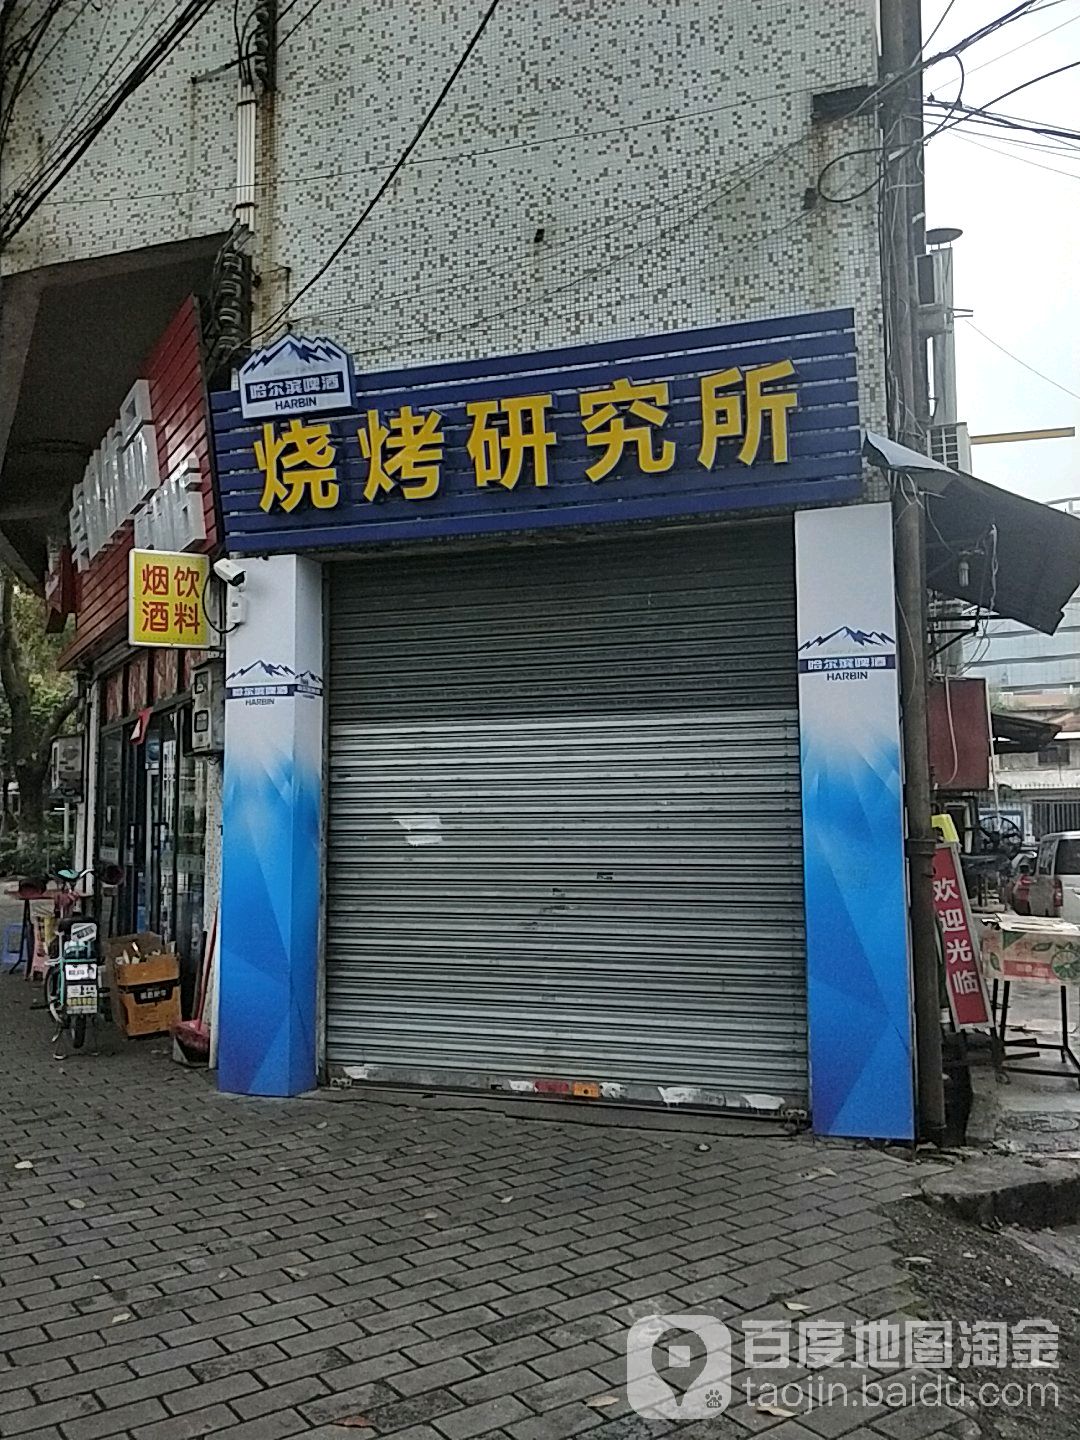 哈尔滨啤酒
HARBIN
烧烤研究所
烟饮
酒料
哈尔滨啤酒
HARBIN
哈尔滨啤酒
HARBIN
欢迎光临
百度地图淘金
taojin.baidu.com